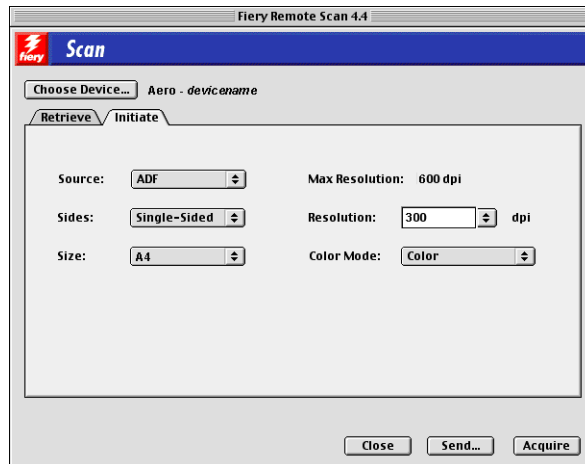 Fiery Remote Scan 4.4
fiery
Scan
Choose Device... Aero - devicename
Retrieve Initiate
Source: ADF Max Resolution: 600 dpi
Sides: Single-Sided Resolution: 300 dpi
Size: A4 Color Mode: Color
Close Send... Acquire